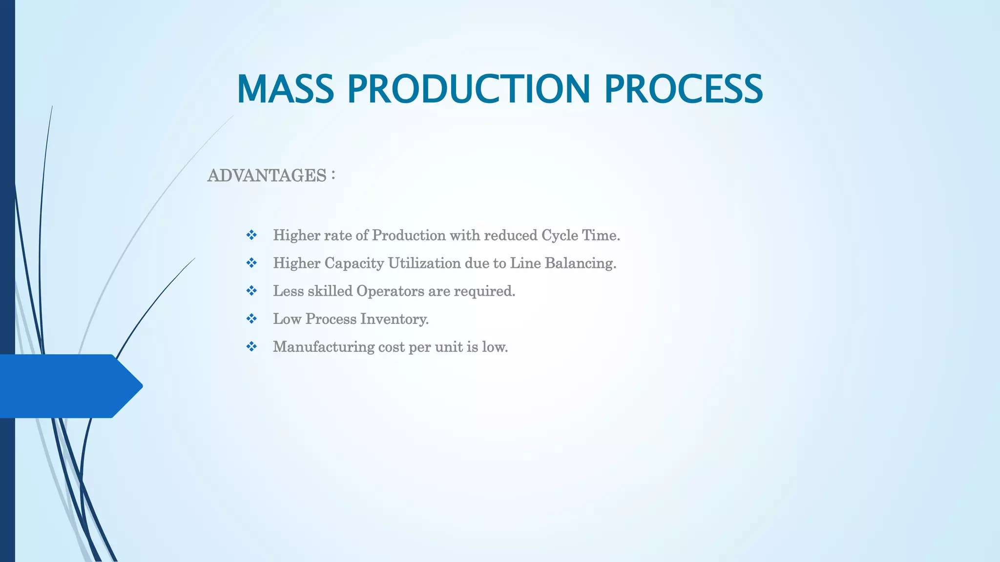 MASS PRODUCTION PROCESS
ADVANTAGES :
❖ Higher rate of Production with reduced Cycle Time.
❖ Higher Capacity Utilization due to Line Balancing.
❖ Less skilled Operators are required.
❖ Low Process Inventory.
❖ Manufacturing cost per unit is low.